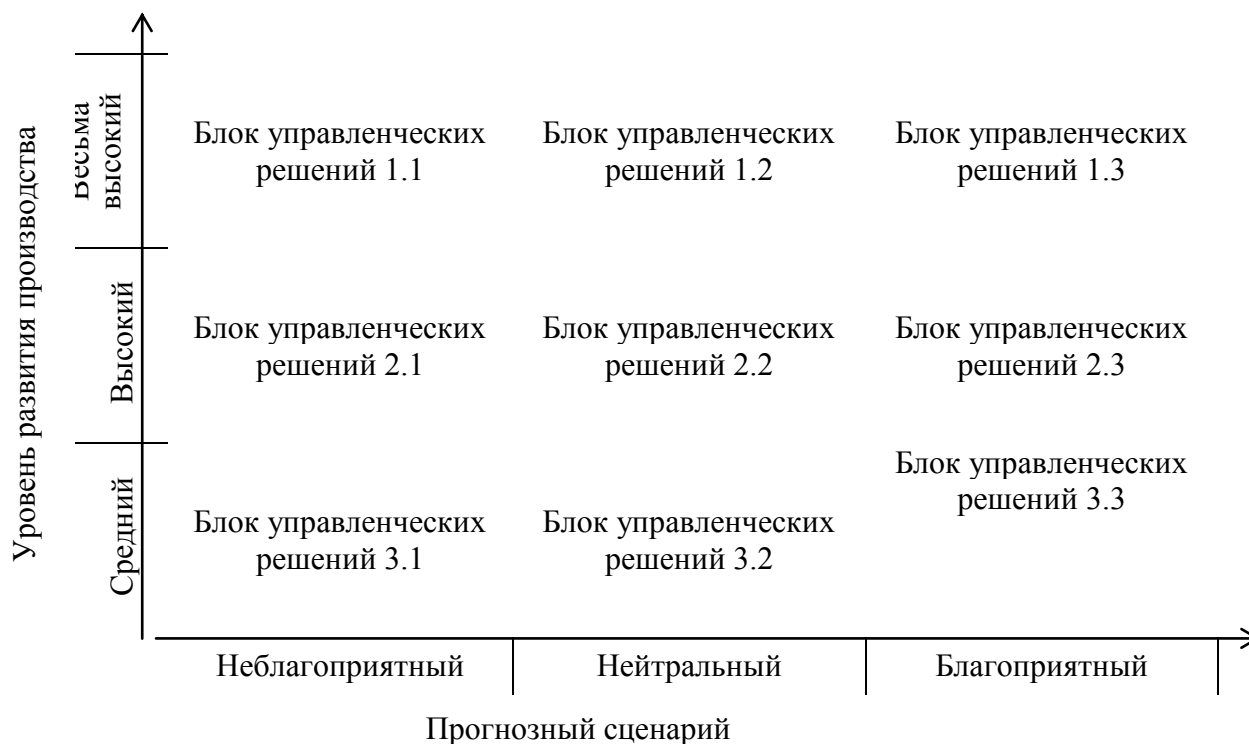 Уровень развития производства
Весьма
высокий
Блок управленческих
решений 1.1
Блок управленческих
решений 1.2
Блок управленческих
решений 1.3
Высокий
Блок управленческих
решений 2.1
Блок управленческих
решений 2.2
Блок управленческих
решений 2.3
Средний
Блок управленческих
решений 3.1
Блок управленческих
решений 3.2
Блок управленческих
решений 3.3
Неблагоприятный
Нейтральный
Благоприятный
Прогнозный сценарий